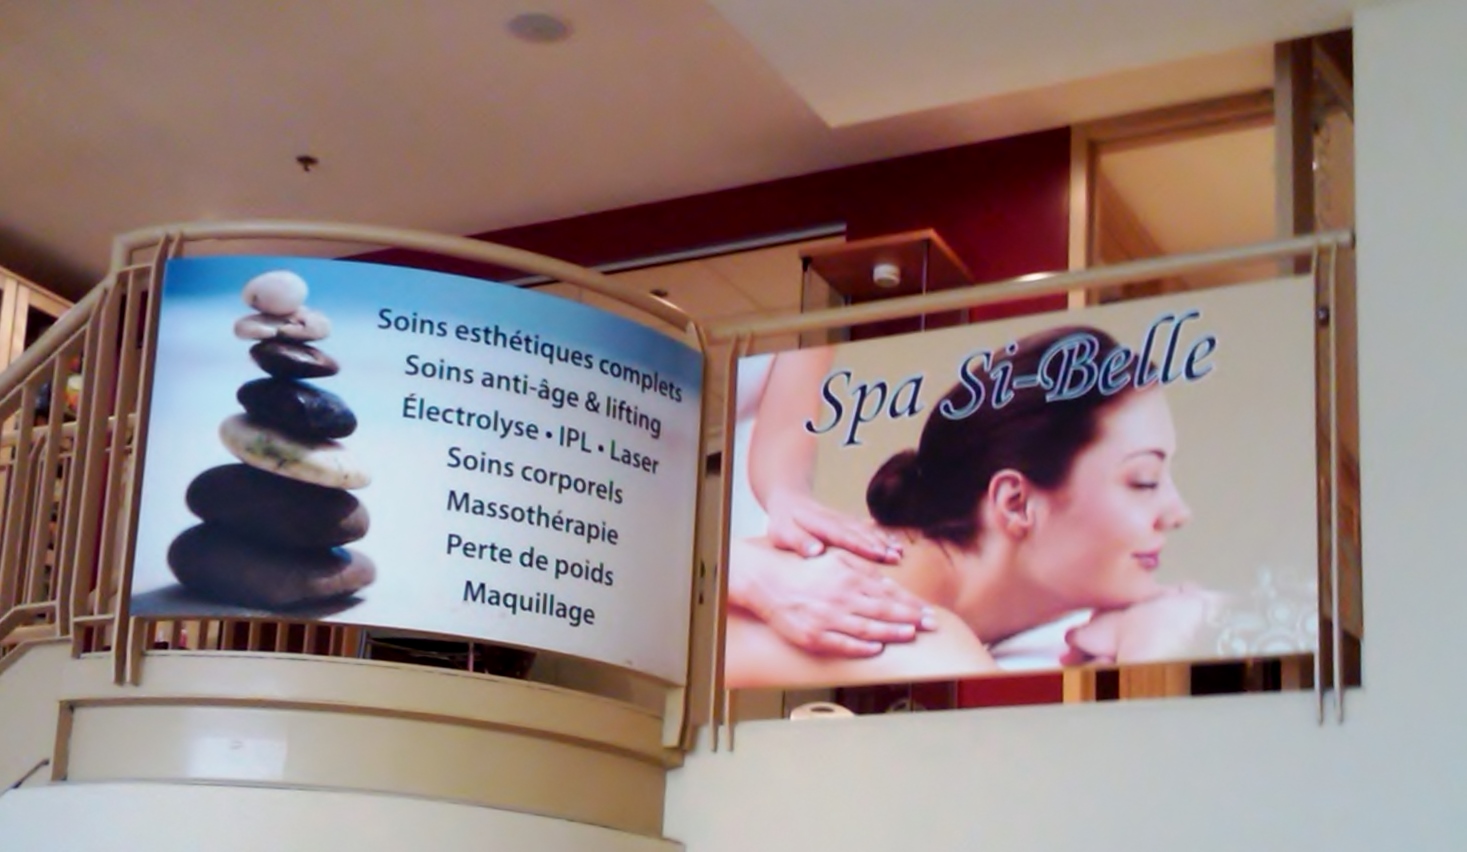 Soins esthétiques complets
Soins anti-âge & lifting
Électrolyse • IPL • Laser
Soins corporels
Massothérapie
Perte de poids
Maquillage
Spa Si-Belle